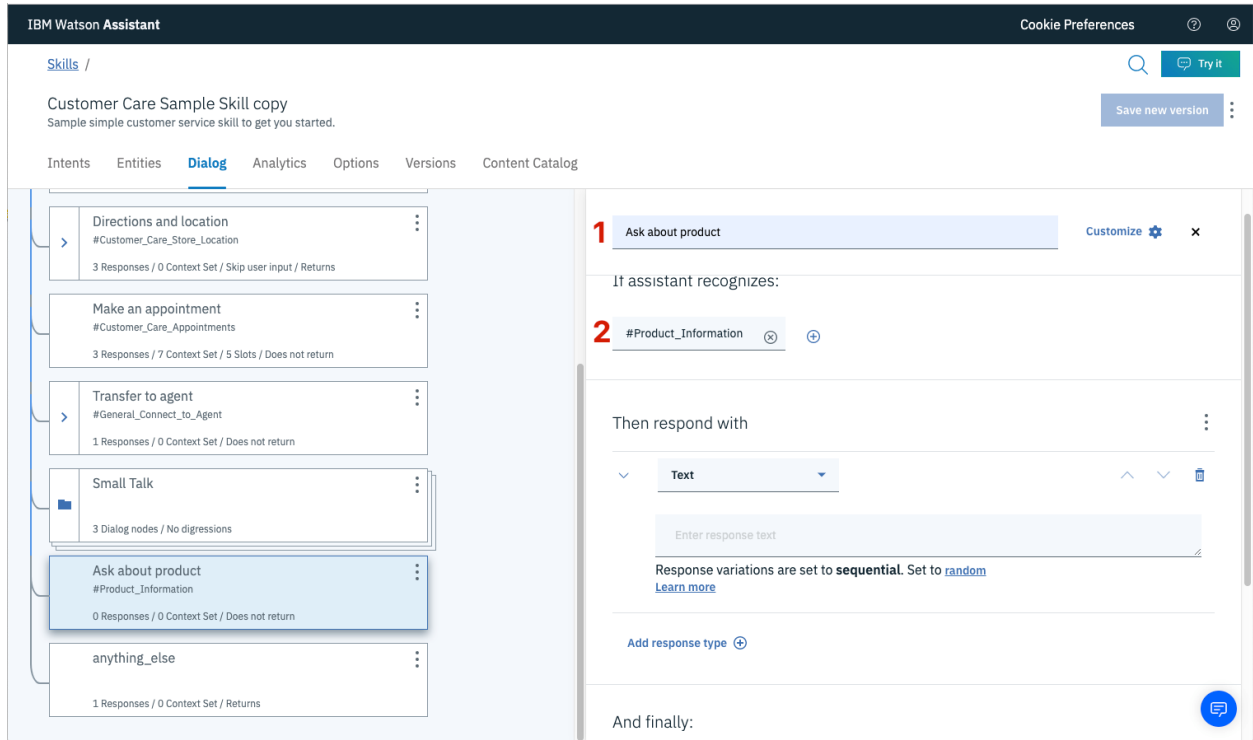 IBM Watson Assistant
Cookie Preferences
Skills /
Try it
Customer Care Sample Skill copy
Sample simple customer service skill to get you started.
Save new version
Intents Entities Dialog Analytics Options Versions Content Catalog
Directions and location
#Customer_Care_Store_Location
3 Responses / 0 Context Set / Skip user input / Returns
Make an appointment
#Customer_Care_Appointments
3 Responses / 7 Context Set / 5 Slots / Does not return
Transfer to agent
#General_Connect_to_Agent
1 Responses / 0 Context Set / Does not return
Small Talk
3 Dialog nodes / No digressions
Ask about product
#Product_Information
0 Responses / 0 Context Set / Does not return
anything_else
1 Responses / 0 Context Set / Returns
1 Ask about product
Customize
If assistant recognizes:
2 #Product_Information
Then respond with
Text
Enter response text
Response variations are set to sequential. Set to random
Learn more
Add response type
And finally: